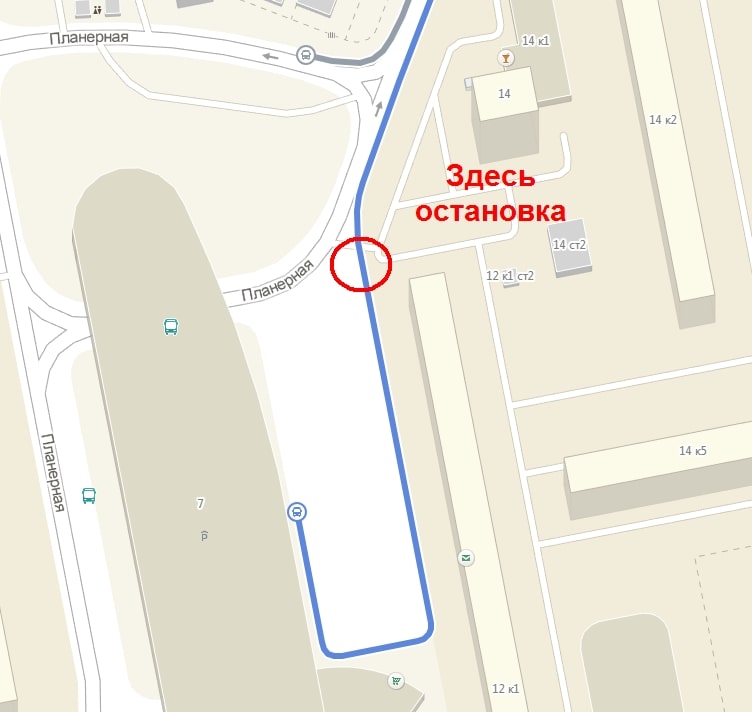 Планерная
14 к1
14
14 к2
Здесь
остановка
14 ст2
12 к1 ст2
Планерная
Планерная
14 к5
7
12 к1